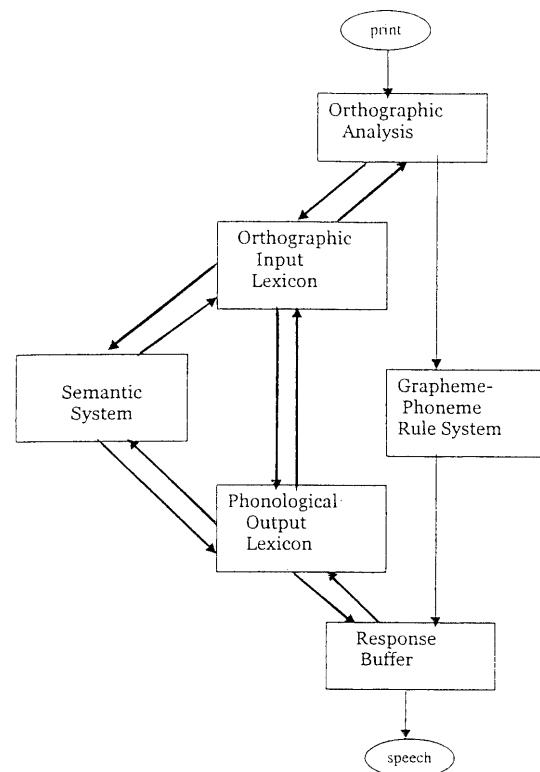 print
Orthographic
Analysis
Orthographic
Input
Lexicon
Semantic
System
Grapheme-
Phoneme
Rule System
Phonological
Output
Lexicon
Response
Buffer
speech